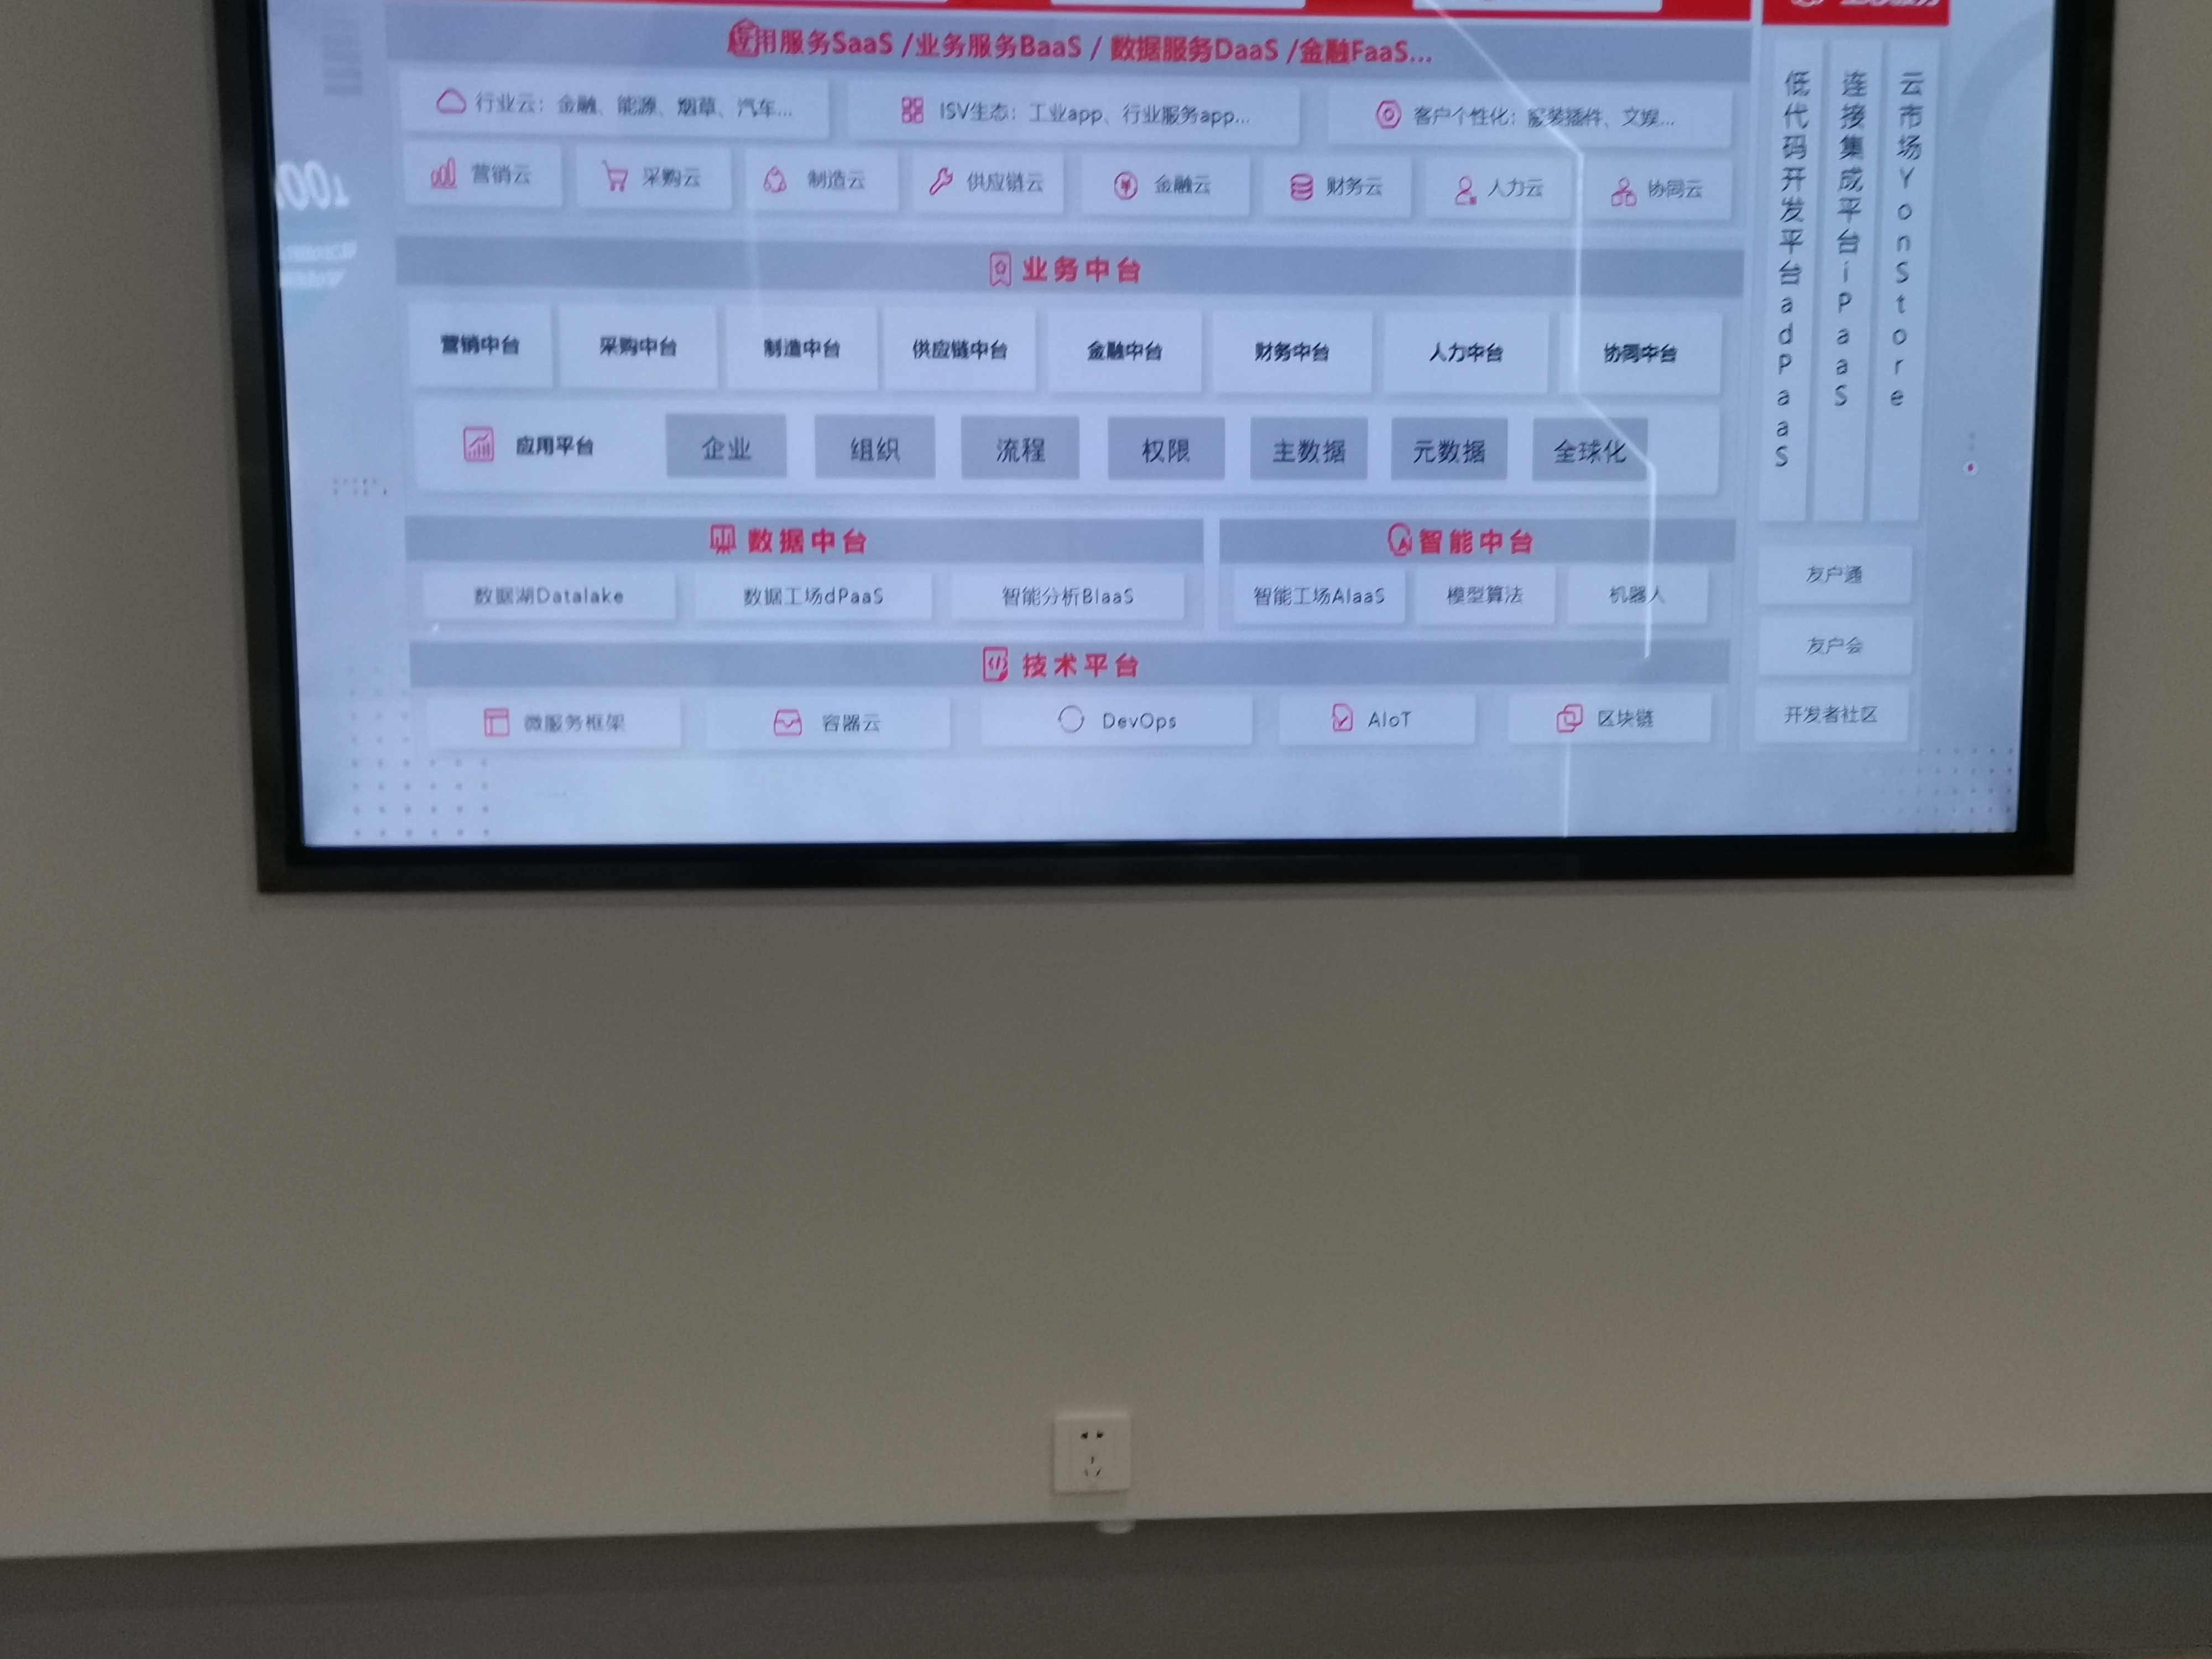 应用服务SaaS /业务服务BaaS / 数据服务DaaS /金融FaaS...
行业云：金融、能源、烟草、汽车...
ISV生态：工业app、行业服务app...
客户个性化：服装插件、文娱...
营销云
采购云
制造云
供应链云
金融云
财务云
人力云
协同云
业务中台
营销中台
采购中台
制造中台
供应链中台
金融中台
财务中台
人力中台
协同中台
应用平台
企业
组织
流程
权限
主数据
元数据
全球化
数据中台
智能中台
数据湖Datalake
数据工场dPaaS
智能分析BIaaS
智能工场AIaaS
模型算法
机器人
技术平台
微服务框架
容器云
DevOps
AIoT
区块链
低代码开发平台adPaaS
连接集成平台iPaaS
云市场YonStore
友户通
友户会
开发者社区